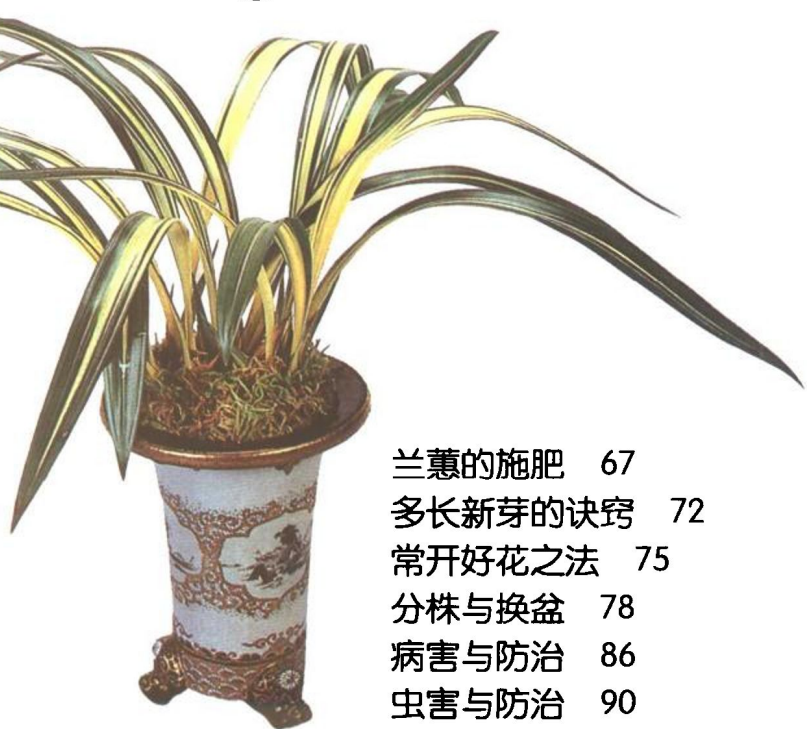 兰蕙的施肥 67
多长新芽的诀窍 72
常开好花之法 75
分株与换盆 78
病害与防治 86
虫害与防治 90